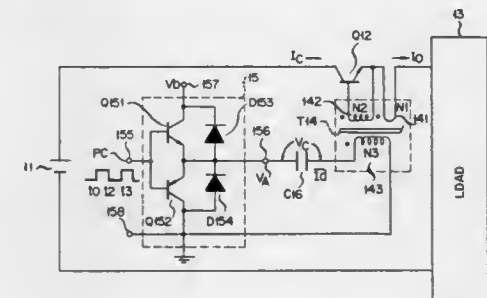 13
Q12
IC
IO
VD
157
15
142
N2
N1
Q151
D153
T14
141
155
156
PC
VC
N3
11
t0 t2 t3
VA
IG
143
C16
LOAD
Q152
D154
158